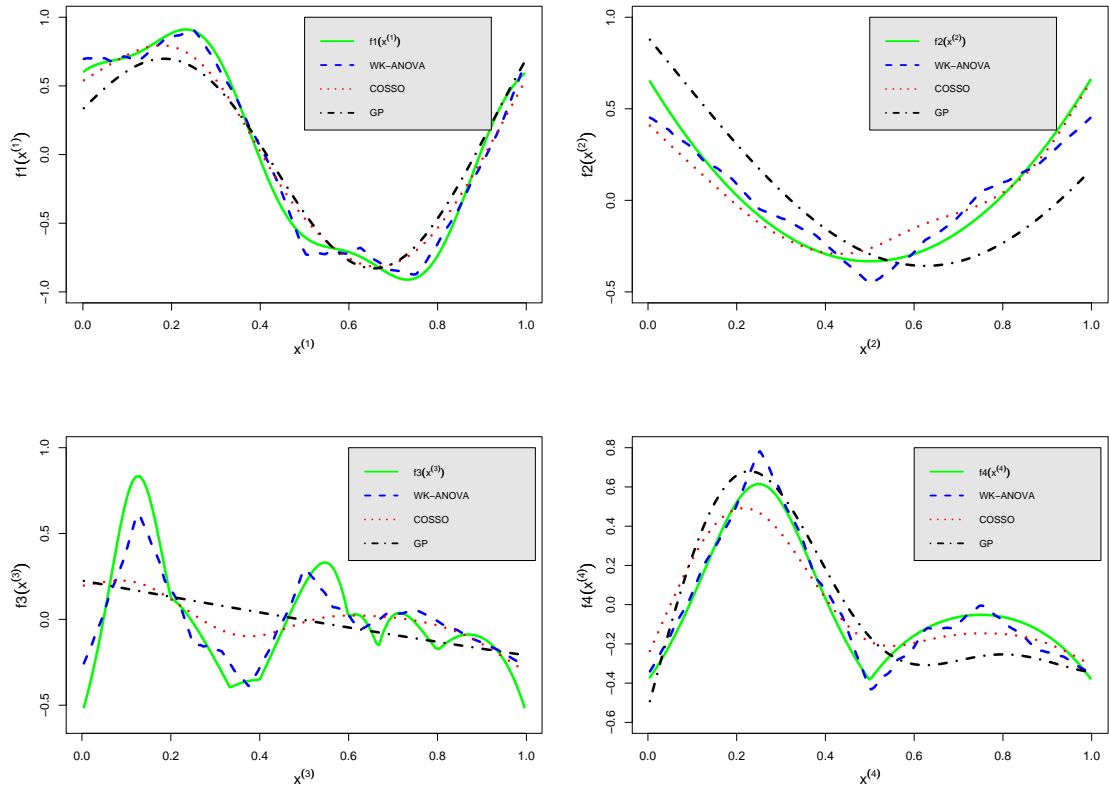 1.0
0.5
0.0
−0.5
−1.0
f1(x⁽¹⁾)
f1(x⁽¹⁾)
WK−ANOVA
COSSO
GP
0.0 0.2 0.4 0.6 0.8 1.0
x⁽¹⁾
1.0
0.5
0.0
−0.5
f2(x⁽²⁾)
f2(x⁽²⁾)
WK−ANOVA
COSSO
GP
0.0 0.2 0.4 0.6 0.8 1.0
x⁽²⁾
1.0
0.5
0.0
−0.5
f3(x⁽³⁾)
f3(x⁽³⁾)
WK−ANOVA
COSSO
GP
0.0 0.2 0.4 0.6 0.8 1.0
x⁽³⁾
0.8
0.6
0.4
0.2
0.0
−0.2
−0.4
−0.6
f4(x⁽⁴⁾)
f4(x⁽⁴⁾)
WK−ANOVA
COSSO
GP
0.0 0.2 0.4 0.6 0.8 1.0
x⁽⁴⁾